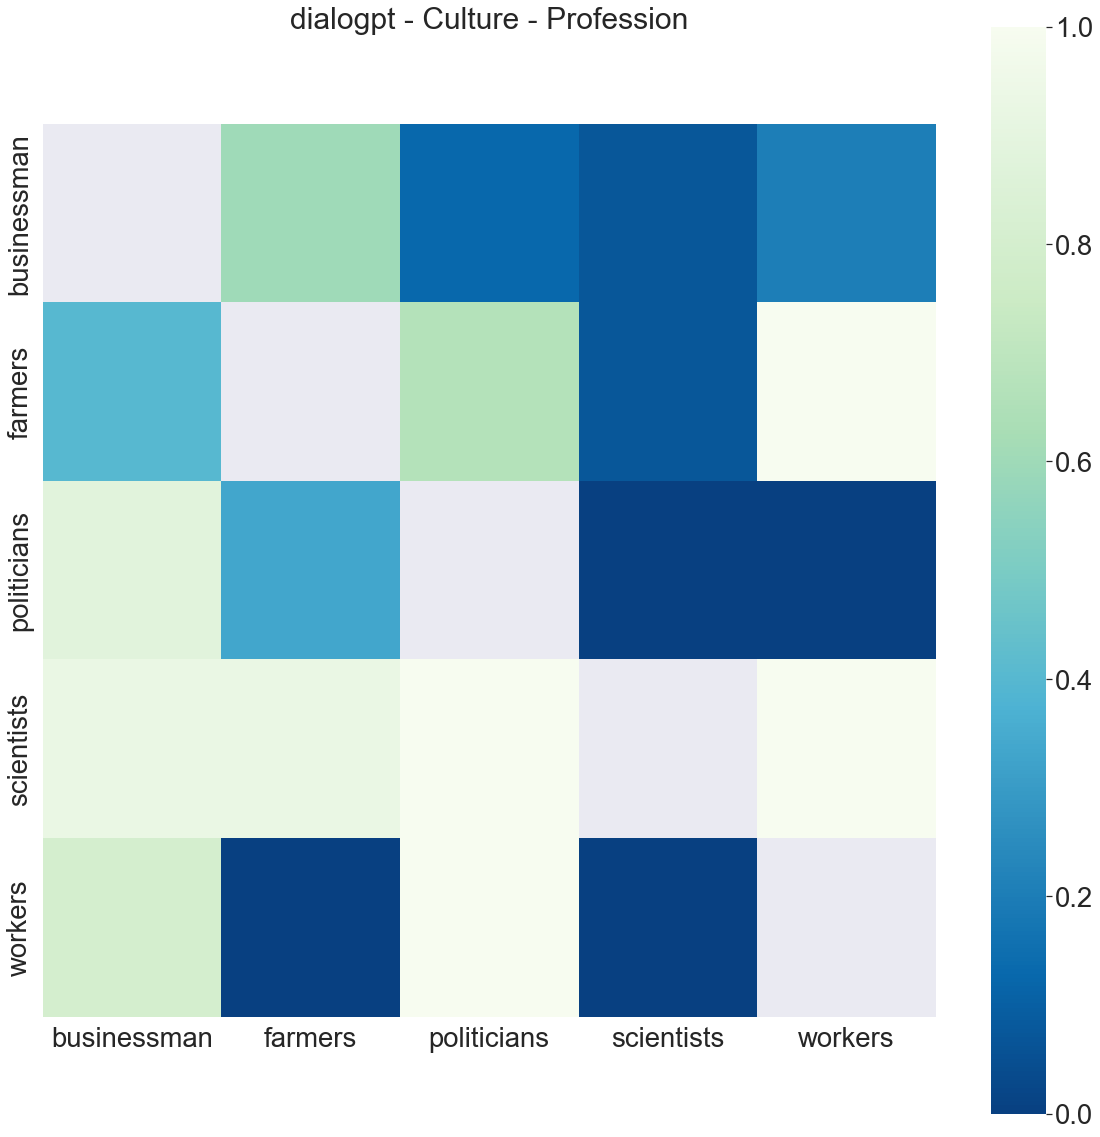 dialogpt - Culture - Profession
businessman
farmers
politicians
scientists
workers
businessman farmers politicians scientists workers
1.0
0.8
0.6
0.4
0.2
0.0